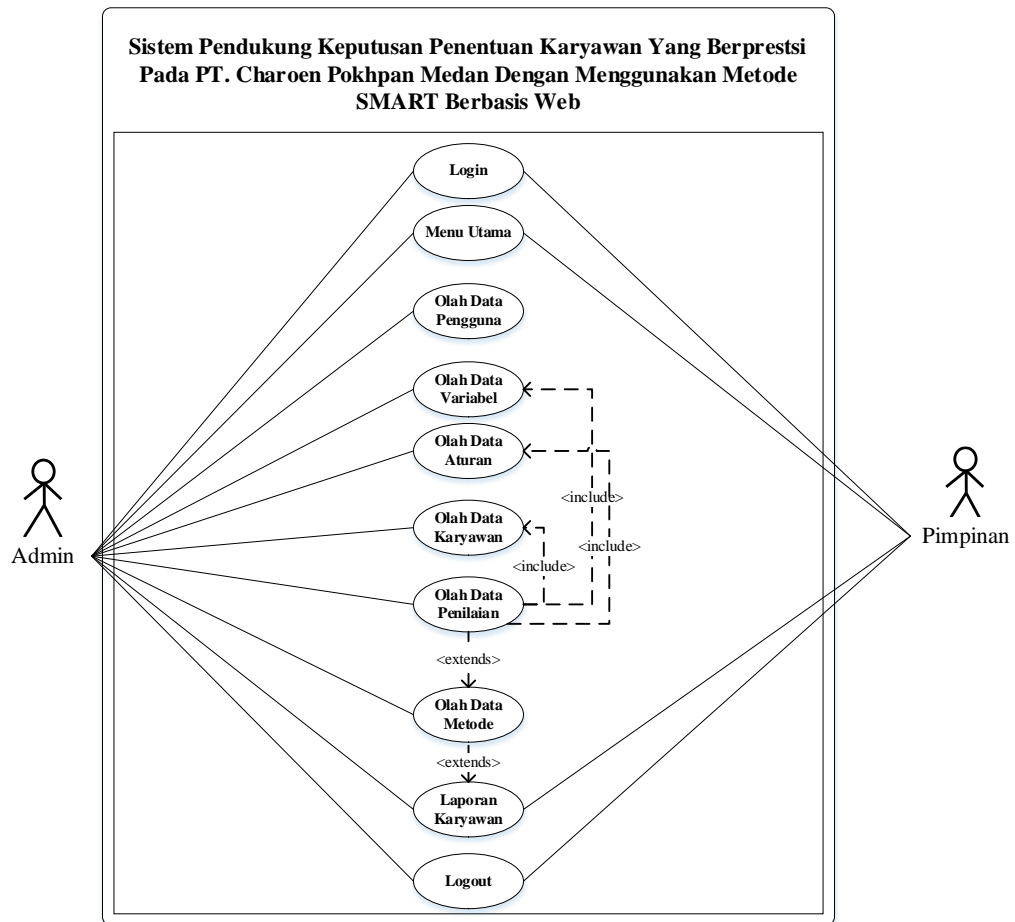 Sistem Pendukung Keputusan Penentuan Karyawan Yang Berprestsi
Pada PT. Charoen Pokhpan Medan Dengan Menggunakan Metode
SMART Berbasis Web
Login
Menu Utama
Olah Data
Pengguna
Olah Data
Variabel
Olah Data
Aturan
<include>
Olah Data
Karyawan
<include>
<include>
Admin
Pimpinan
Olah Data
Penilaian
<extends>
Olah Data
Metode
<extends>
Laporan
Karyawan
Logout